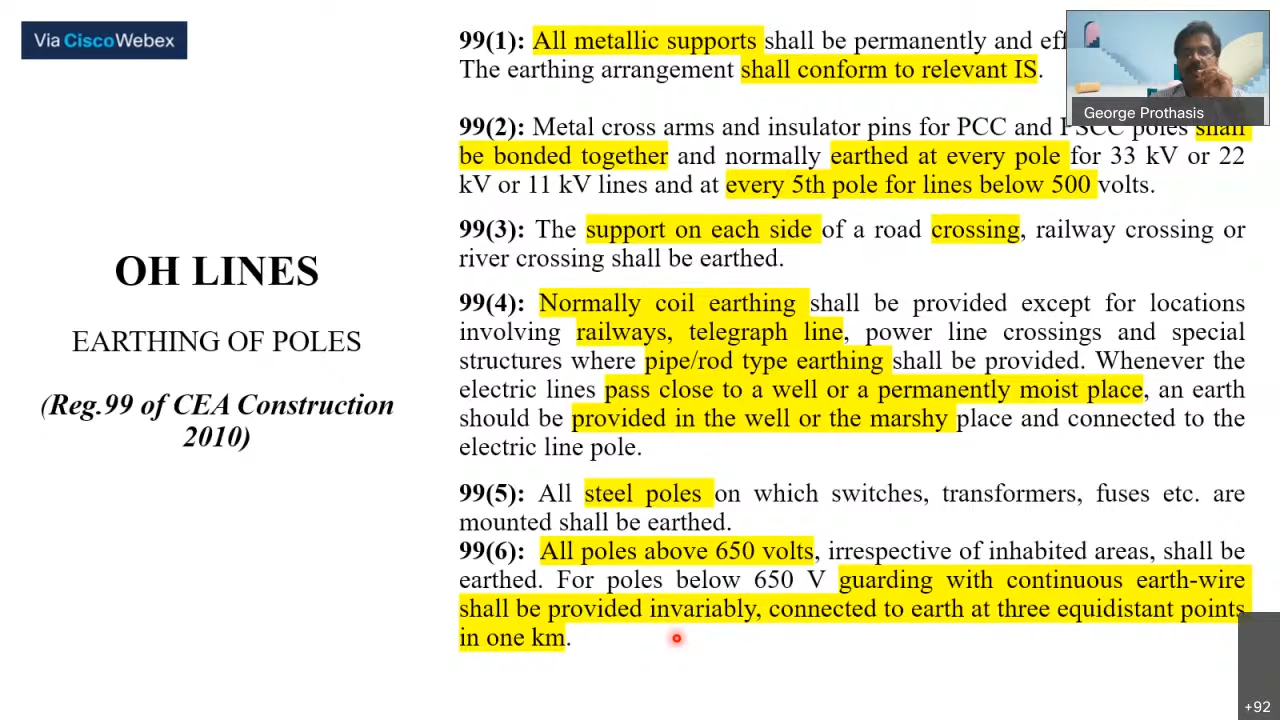 Via Cisco Webex
99(1): All metallic supports shall be permanently and
The earthing arrangement shall conform to relevant IS.
George Prothasis
99(2): Metal cross arms and insulator pins for PCC and PSCC poles shall
be bonded together and normally earthed at every pole for 33 kV or 22
kV or 11 kV lines and at every 5th pole for lines below 500 volts.
99(3): The support on each side of a road crossing, railway crossing or
river crossing shall be earthed.
OH LINES
EARTHING OF POLES
(Reg.99 of CEA Construction
2010)
99(4): Normally coil earthing shall be provided except for locations
involving railways, telegraph line, power line crossings and special
structures where pipe/rod type earthing shall be provided. Whenever the
electric lines pass close to a well or a permanently moist place, an earth
should be provided in the well or the marshy place and connected to the
electric line pole.
99(5): All steel poles on which switches, transformers, fuses etc. are
mounted shall be earthed.
99(6): All poles above 650 volts, irrespective of inhabited areas, shall be
earthed. For poles below 650 V guarding with continuous earth-wire
shall be provided invariably, connected to earth at three equidistant points
in one km.
+92